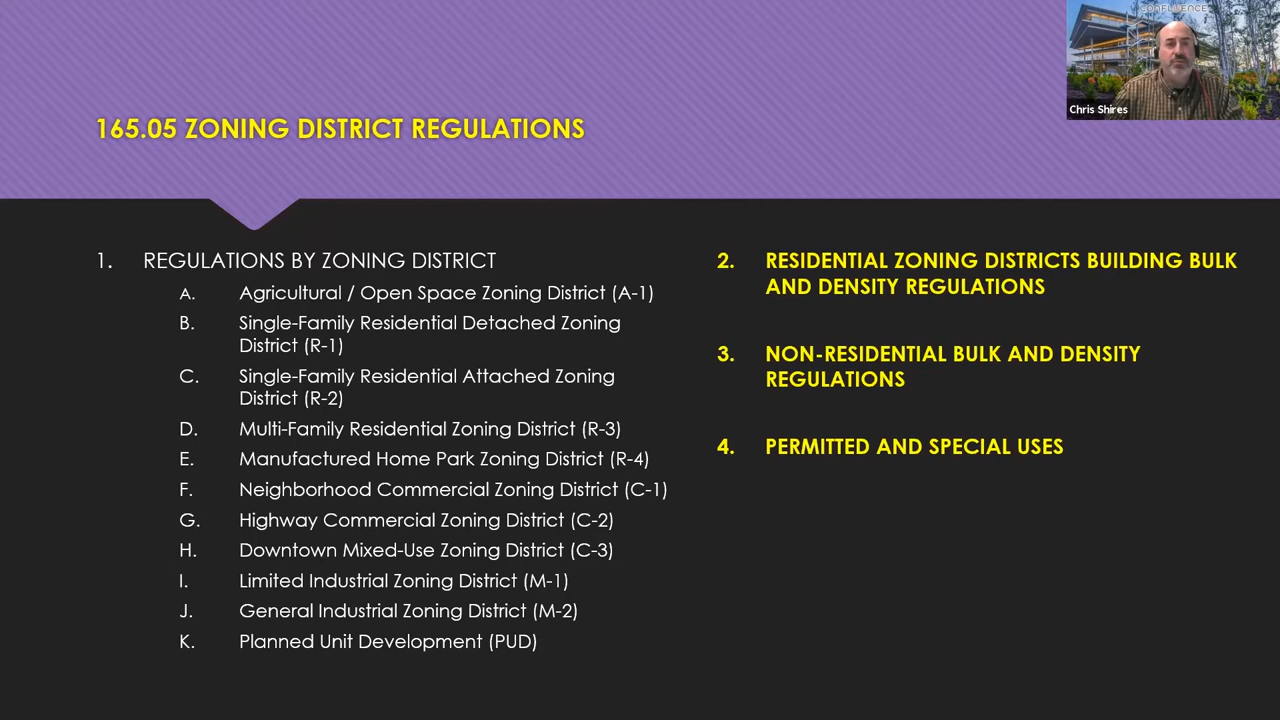 CONFLUENCE
Chris Shires
165.05 ZONING DISTRICT REGULATIONS
1. REGULATIONS BY ZONING DISTRICT
A. Agricultural / Open Space Zoning District (A-1)
B. Single-Family Residential Detached Zoning
District (R-1)
C. Single-Family Residential Attached Zoning
District (R-2)
D. Multi-Family Residential Zoning District (R-3)
E. Manufactured Home Park Zoning District (R-4)
F. Neighborhood Commercial Zoning District (C-1)
G. Highway Commercial Zoning District (C-2)
H. Downtown Mixed-Use Zoning District (C-3)
I. Limited Industrial Zoning District (M-1)
J. General Industrial Zoning District (M-2)
K. Planned Unit Development (PUD)
2. RESIDENTIAL ZONING DISTRICTS BUILDING BULK
AND DENSITY REGULATIONS
3. NON-RESIDENTIAL BULK AND DENSITY
REGULATIONS
4. PERMITTED AND SPECIAL USES